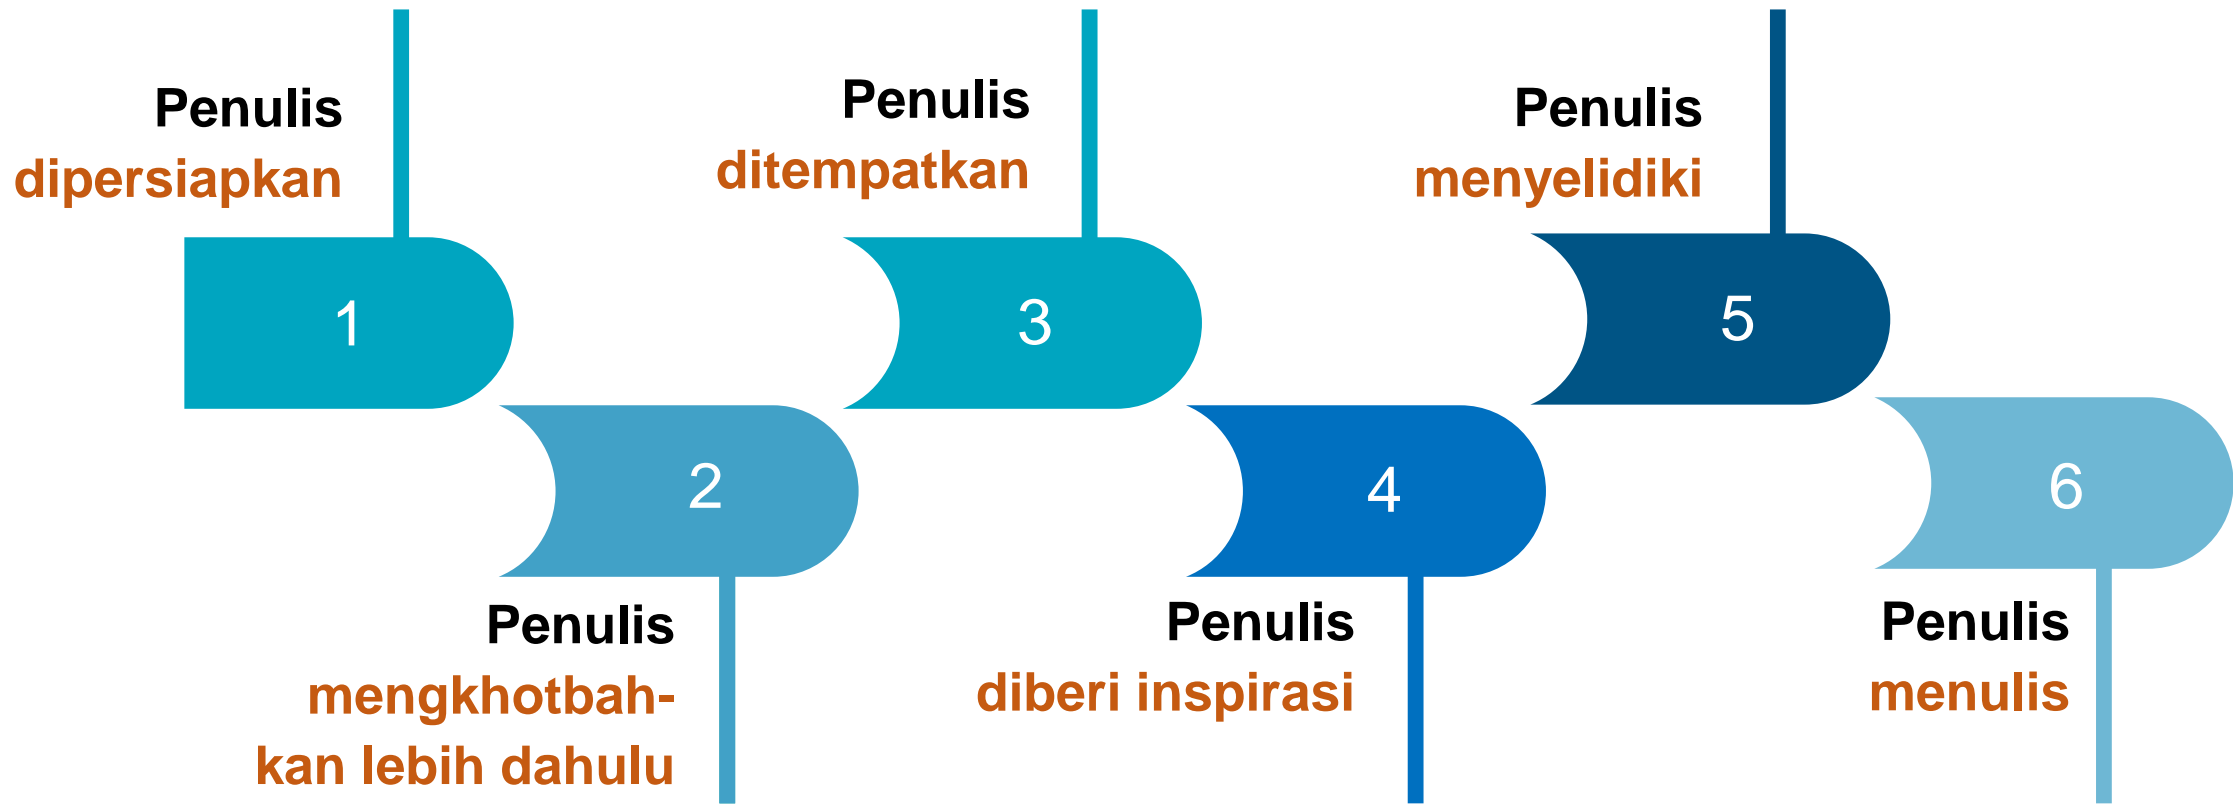 Penulis
dipersiapkan
1
Penulis
mengkhotbah-
kan lebih dahulu
2
Penulis
ditempatkan
3
Penulis
diberi inspirasi
4
Penulis
menyelidiki
5
Penulis
menulis
6